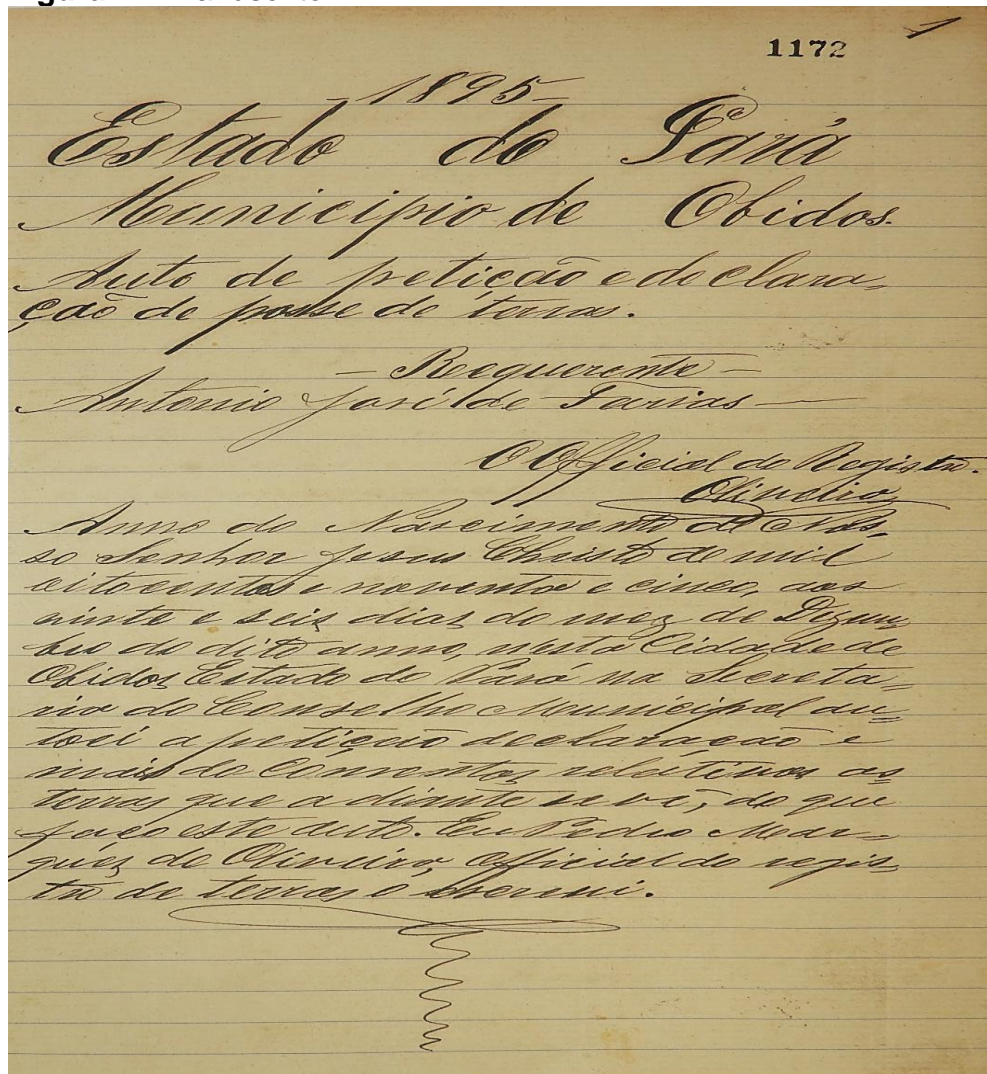 1172
1
-1895-
Estado do Pará
Municipio de Obidos.
Auto de petição e declara,
ção de posse de terras.
- Requerente -
Antonio José de Farias -
O Official do Registro.
Oliveira
Anno do Nascimento de Nos,
so Senhor Jesus Christo de mil
oitocentos e noventa e cinco, aos
vinte e seis dias do mez de Dezem,
bro do dito anno, nesta Cidade de
Obidos, Estado do Pará na Secreta,
ria do Conselho Municipal au,
toei a petição declaração e
mais documentos relativos as
terras que a diante se vê, do que
faço este auto. Eu Pedro Mar,
ques de Oliveira, Official do regis,
tro de terras o escrevi.